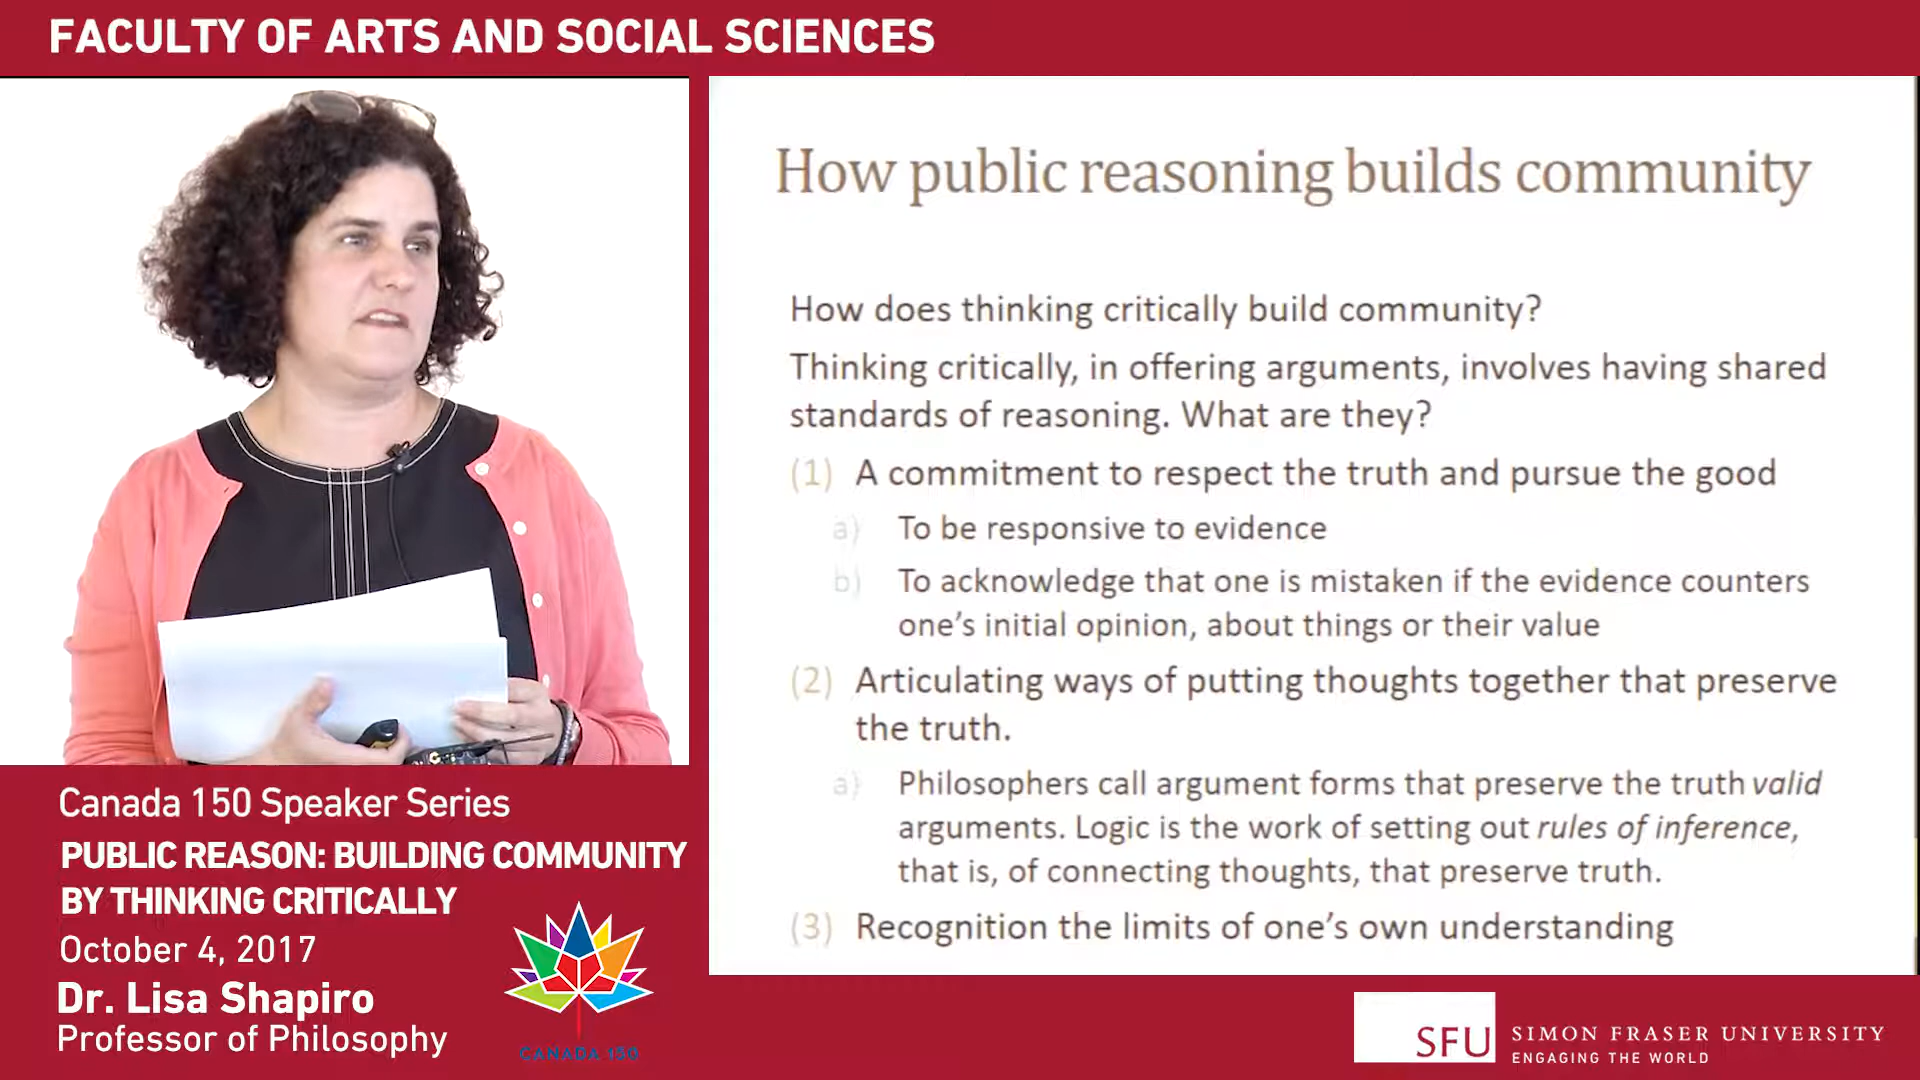 FACULTY OF ARTS AND SOCIAL SCIENCES
How public reasoning builds community
How does thinking critically build community?
Thinking critically, in offering arguments, involves having shared
standards of reasoning. What are they?
(1) A commitment to respect the truth and pursue the good
a) To be responsive to evidence
b) To acknowledge that one is mistaken if the evidence counters
one's initial opinion, about things or their value
(2) Articulating ways of putting thoughts together that preserve
the truth.
a) Philosophers call argument forms that preserve the truth valid
arguments. Logic is the work of setting out rules of inference,
that is, of connecting thoughts, that preserve truth.
(3) Recognition the limits of one's own understanding
Canada 150 Speaker Series
PUBLIC REASON: BUILDING COMMUNITY
BY THINKING CRITICALLY
October 4, 2017
Dr. Lisa Shapiro
Professor of Philosophy
CANADA 150
SFU
SIMON FRASER UNIVERSITY
ENGAGING THE WORLD